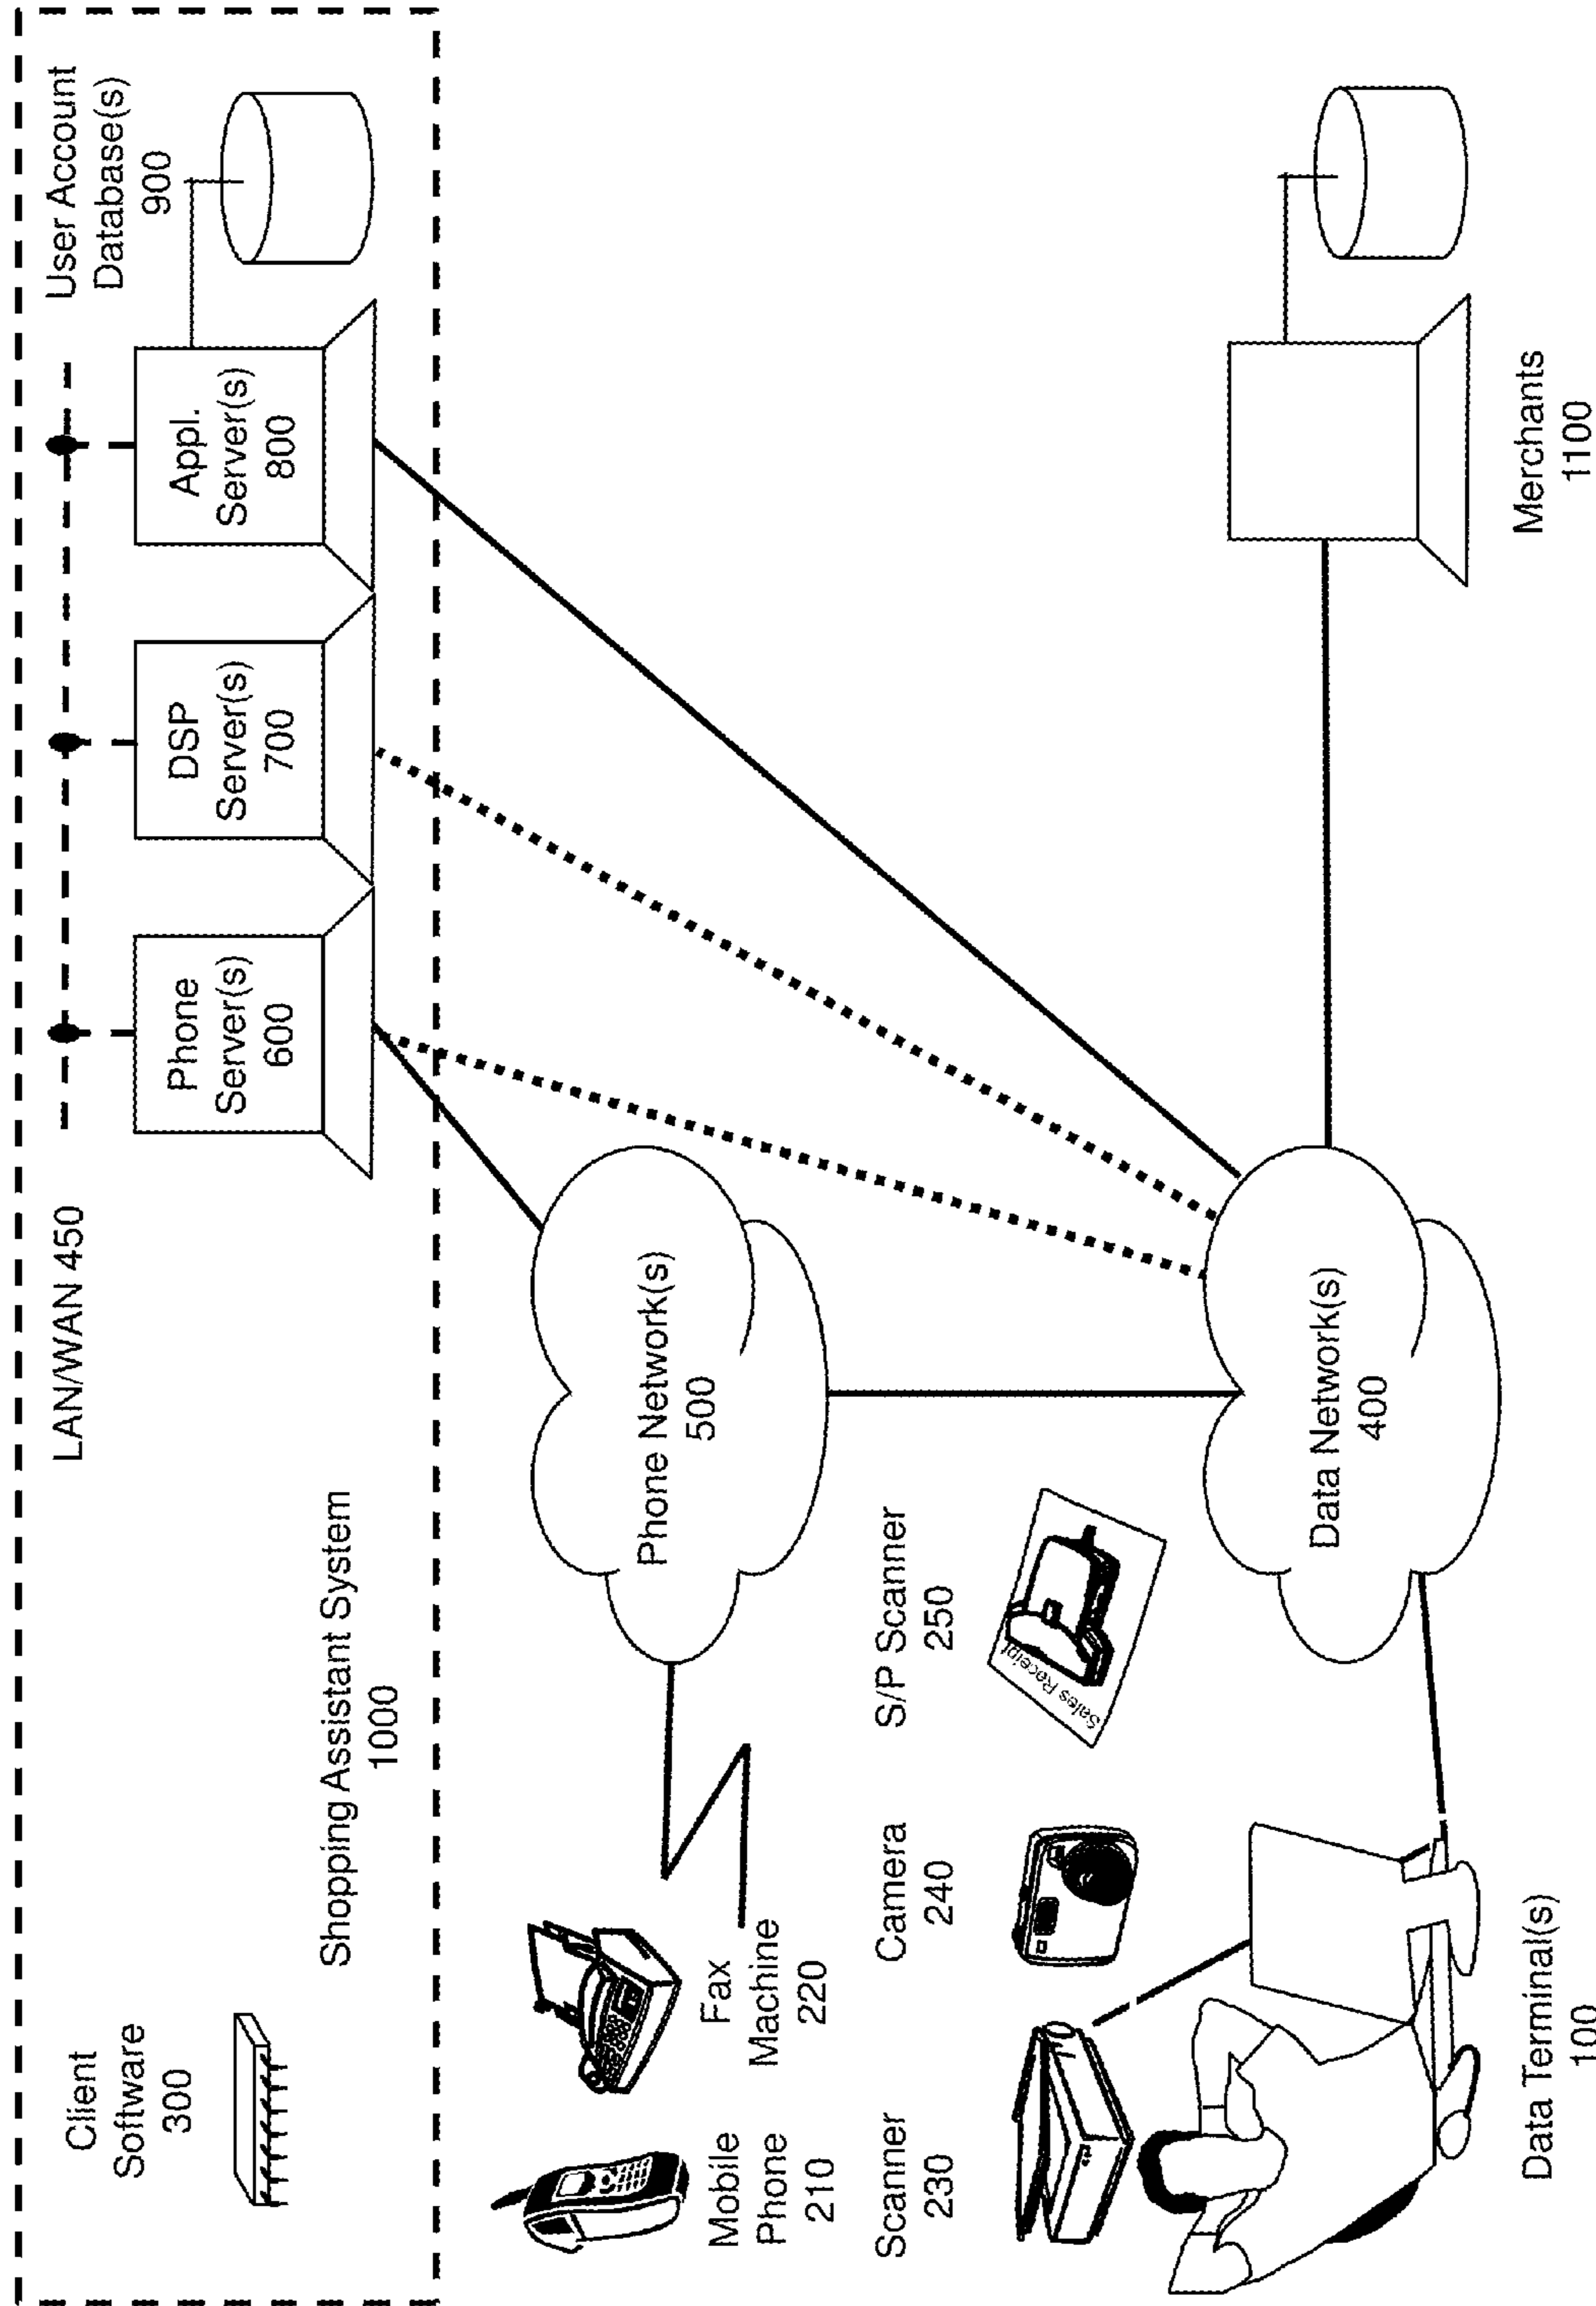 Client
Software
300
LAN/WAN 450
User Account
Database(s)
900
Phone
Server(s)
600
DSP
Server(s)
700
Appl.
Server(s)
800
Shopping Assistant System
1000
Mobile
Phone
210
Fax
Machine
220
Phone Network(s)
500
Scanner
230
Camera
240
S/P Scanner
250
Sales Receipt
Data Network(s)
400
Data Terminal(s)
100
Merchants
1100